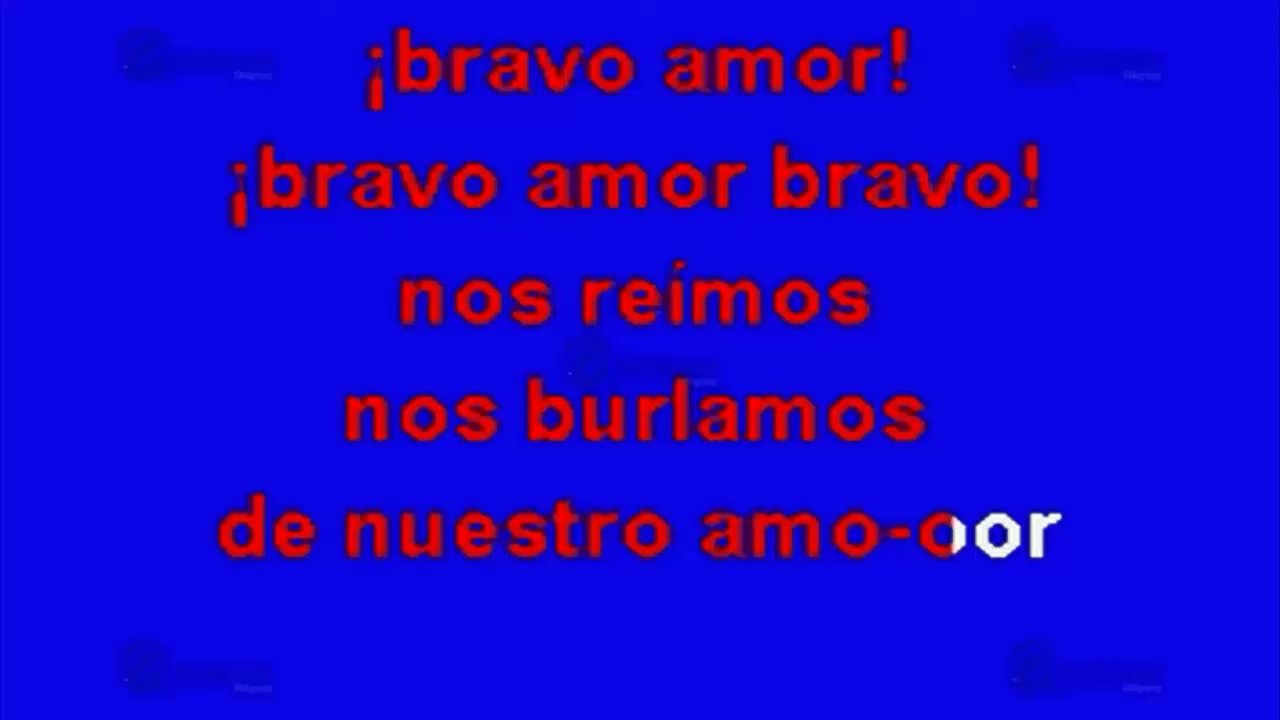 ¡bravo amor!
¡bravo amor bravo!
nos reímos
nos burlamos
de nuestro amo-oor